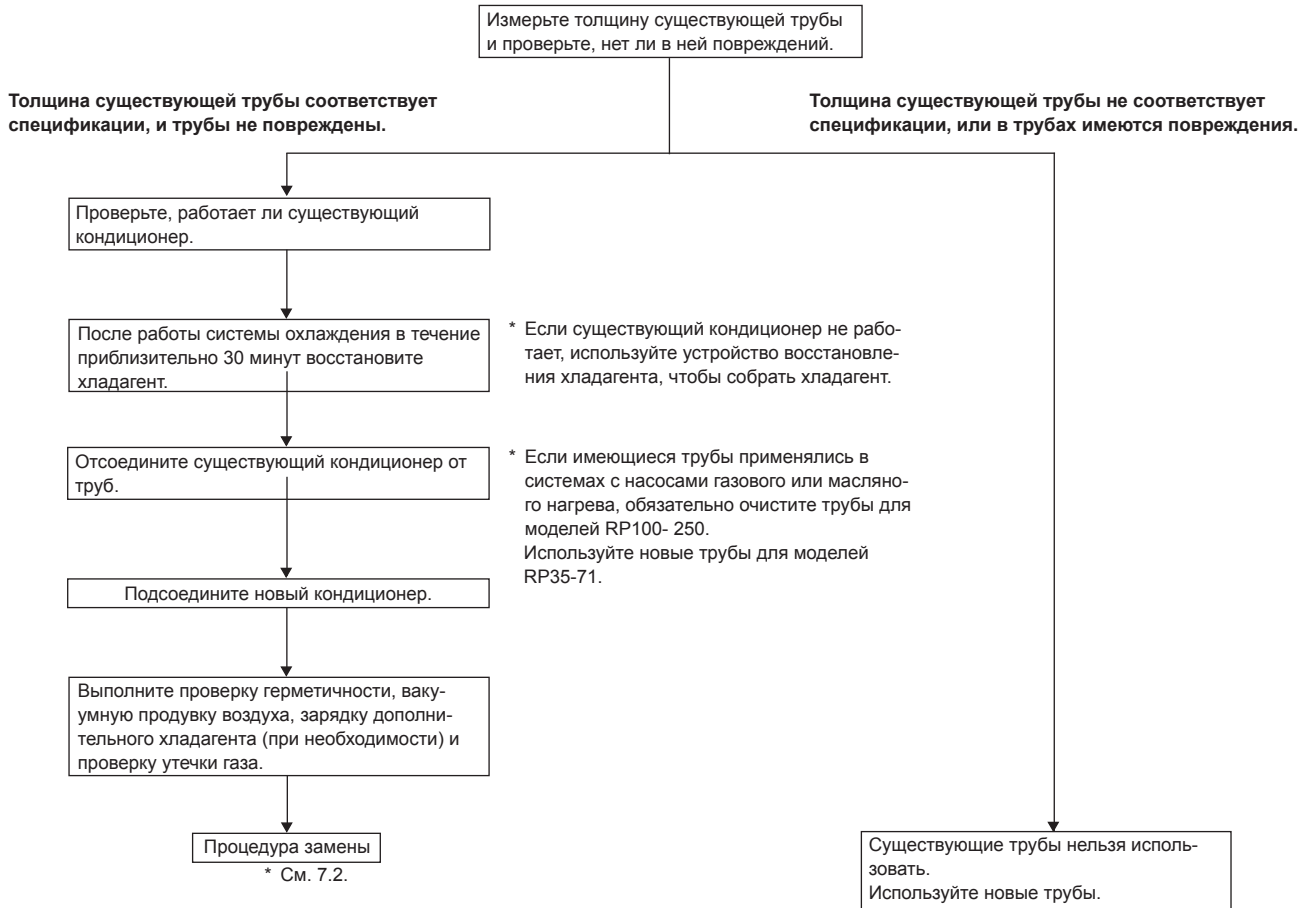 Измерьте толщину существующей трубы
и проверьте, нет ли в ней повреждений.
Толщина существующей трубы соответствует
спецификации, и трубы не повреждены.
Толщина существующей трубы не соответствует
спецификации, или в трубах имеются повреждения.
Проверьте, работает ли существующий
кондиционер.
После работы системы охлаждения в течение
приблизительно 30 минут восстановите
хладагент.
* Если существующий кондиционер не рабо-
тает, используйте устройство восстановле-
ния хладагента, чтобы собрать хладагент.
Отсоедините существующий кондиционер от
труб.
* Если имеющиеся трубы применялись в
системах с насосами газового или масляно-
го нагрева, обязательно очистите трубы для
моделей RP100- 250.
Используйте новые трубы для моделей
RP35-71.
Подсоедините новый кондиционер.
Выполните проверку герметичности, ваку-
умную продувку воздуха, зарядку дополни-
тельного хладагента (при необходимости) и
проверку утечки газа.
Процедура замены
* См. 7.2.
Существующие трубы нельзя исполь-
зовать.
Используйте новые трубы.